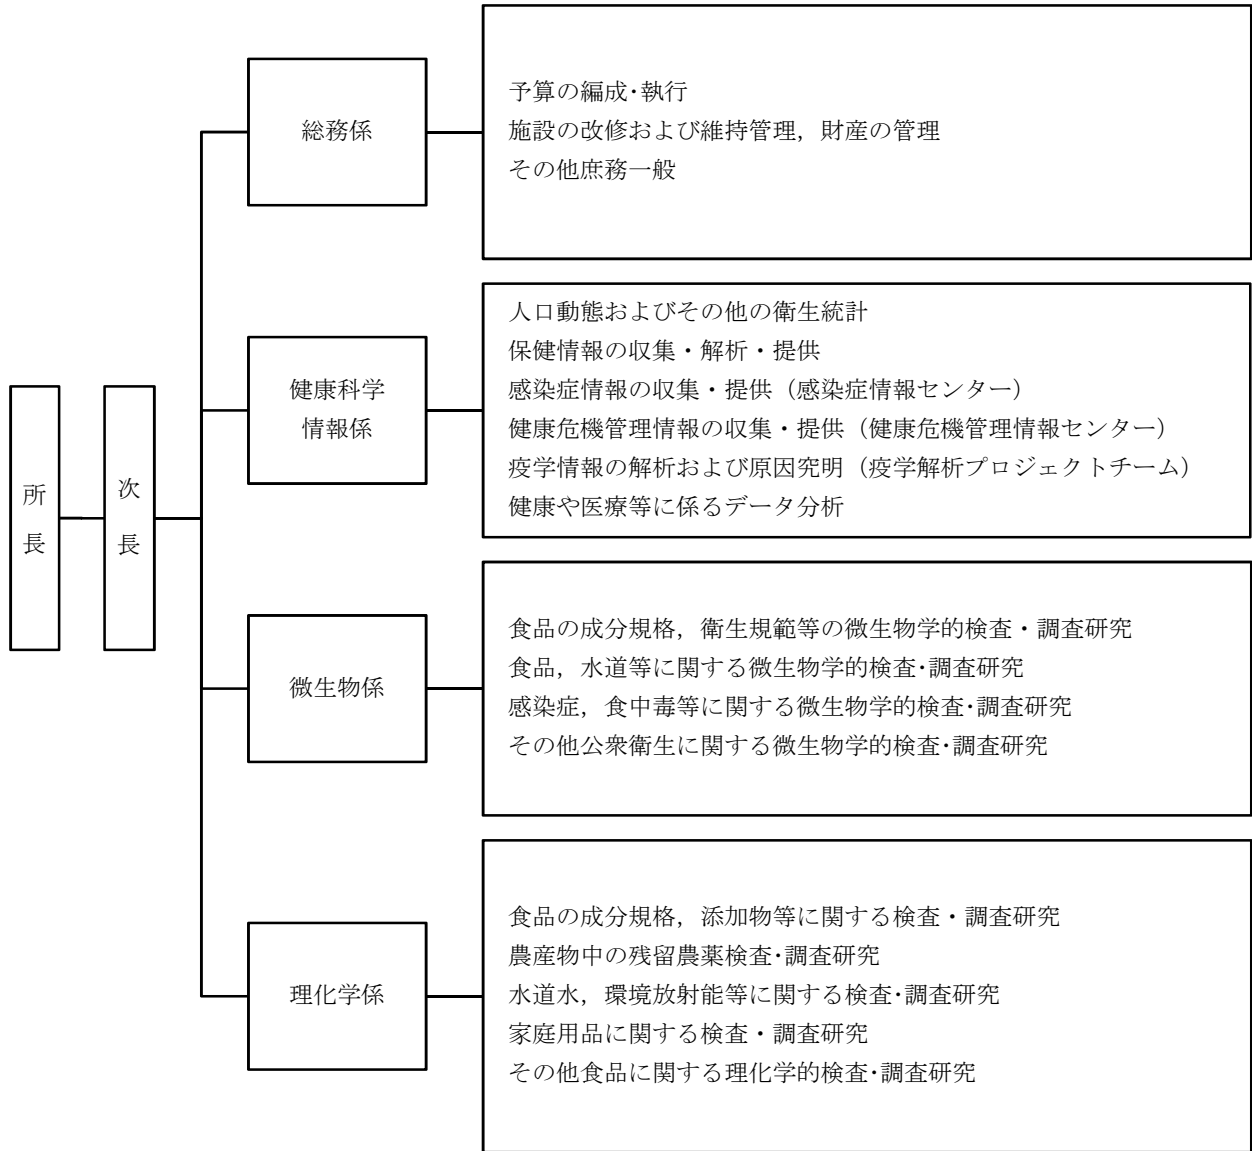 所長
次長
総務係
予算の編成･執行
施設の改修および維持管理，財産の管理
その他庶務一般
健康科学
情報係
人口動態およびその他の衛生統計
保健情報の収集・解析・提供
感染症情報の収集・提供（感染症情報センター）
健康危機管理情報の収集・提供（健康危機管理情報センター）
疫学情報の解析および原因究明（疫学解析プロジェクトチーム）
健康や医療等に係るデータ分析
微生物係
食品の成分規格，衛生規範等の微生物学的検査・調査研究
食品，水道等に関する微生物学的検査･調査研究
感染症，食中毒等に関する微生物学的検査･調査研究
その他公衆衛生に関する微生物学的検査･調査研究
理化学係
食品の成分規格，添加物等に関する検査・調査研究
農産物中の残留農薬検査･調査研究
水道水，環境放射能等に関する検査･調査研究
家庭用品に関する検査・調査研究
その他食品に関する理化学的検査･調査研究